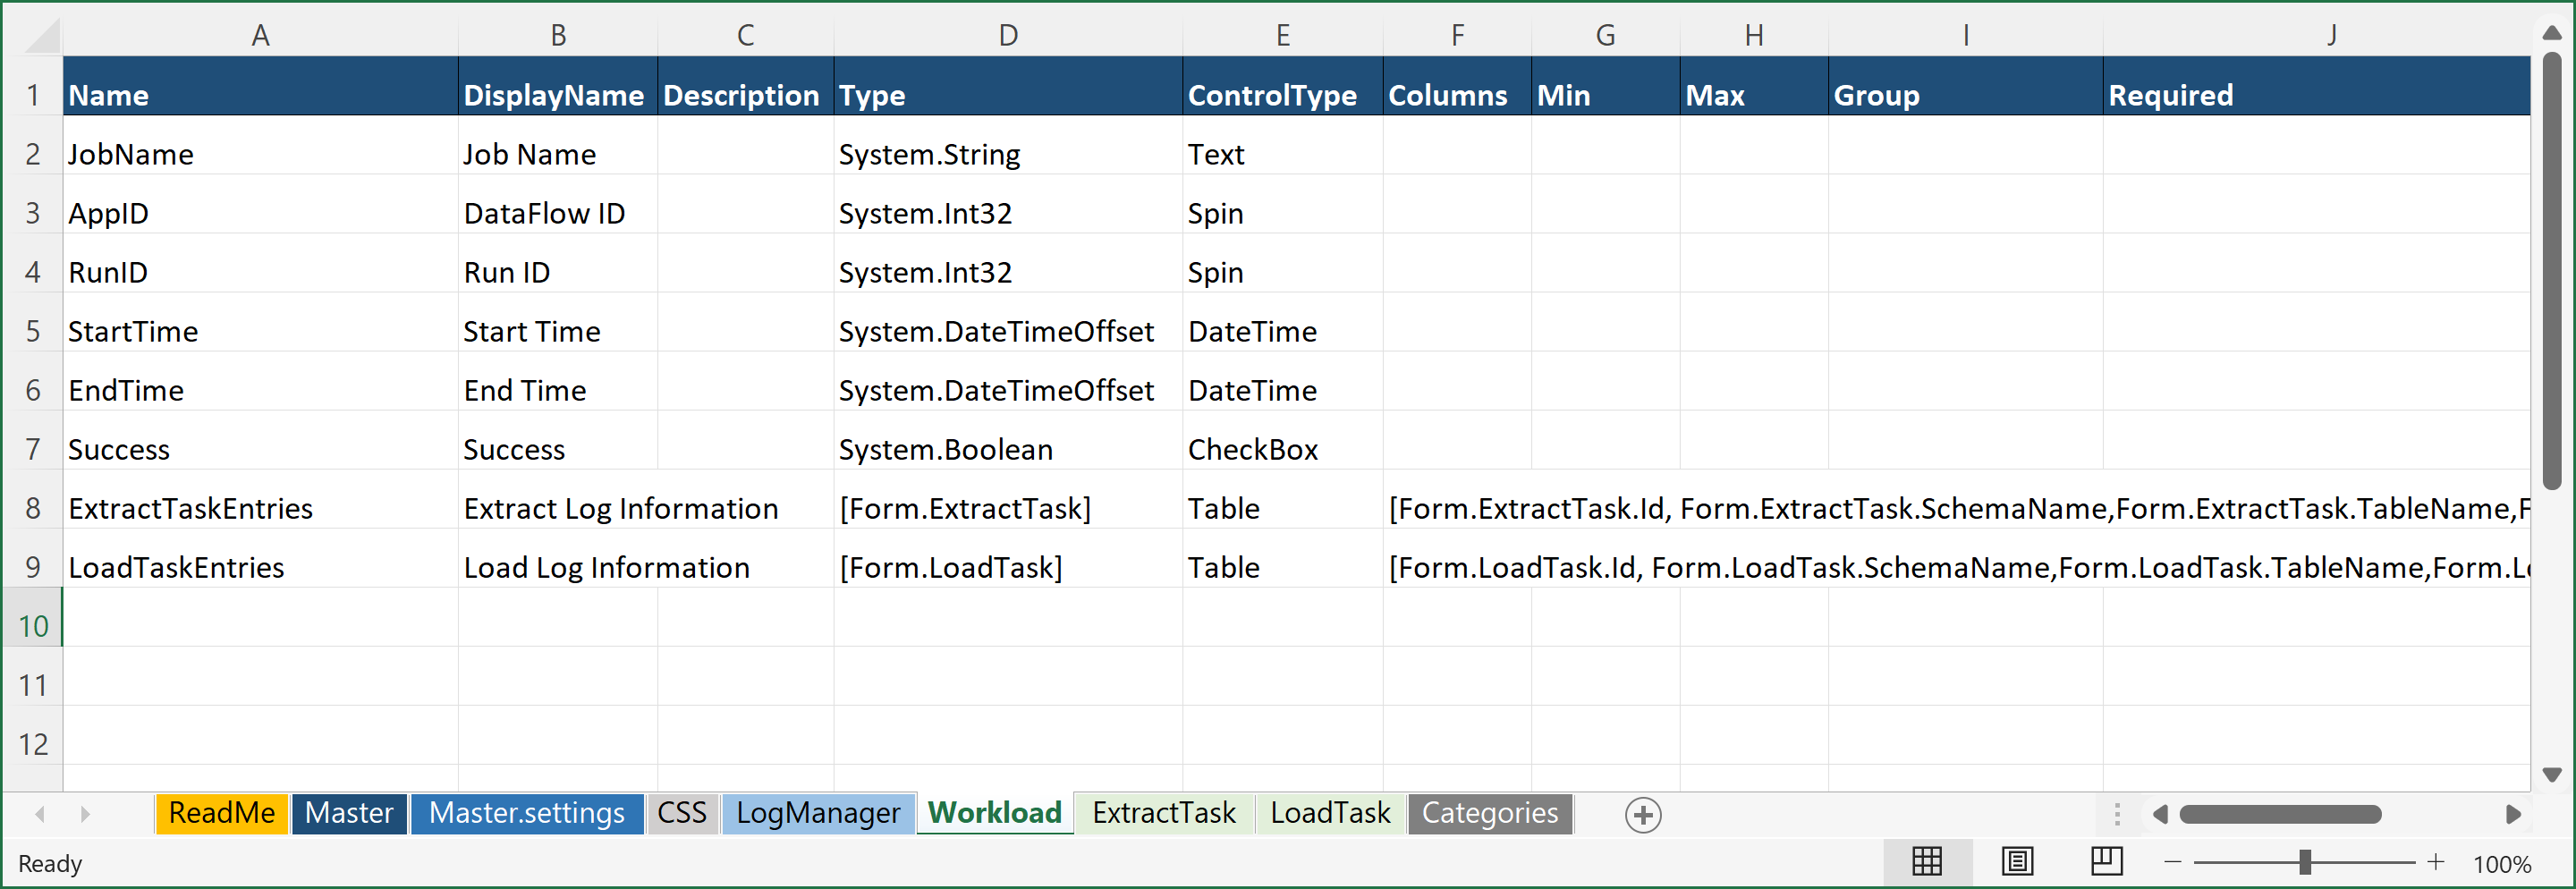 A B C D E F G H I J
1 Name DisplayName Description Type ControlType Columns Min Max Group Required
2 JobName Job Name System.String Text
3 AppID DataFlow ID System.Int32 Spin
4 RunID Run ID System.Int32 Spin
5 StartTime Start Time System.DateTimeOffset DateTime
6 EndTime End Time System.DateTimeOffset DateTime
7 Success Success System.Boolean CheckBox
8 ExtractTaskEntries Extract Log Information [Form.ExtractTask] Table [Form.ExtractTask.Id, Form.ExtractTask.SchemaName,Form.ExtractTask.TableName,F
9 LoadTaskEntries Load Log Information [Form.LoadTask] Table [Form.LoadTask.Id, Form.LoadTask.SchemaName,Form.LoadTask.TableName,Form.Lo
10
11
12
ReadMe Master Master.settings CSS LogManager Workload ExtractTask LoadTask Categories
Ready 100%